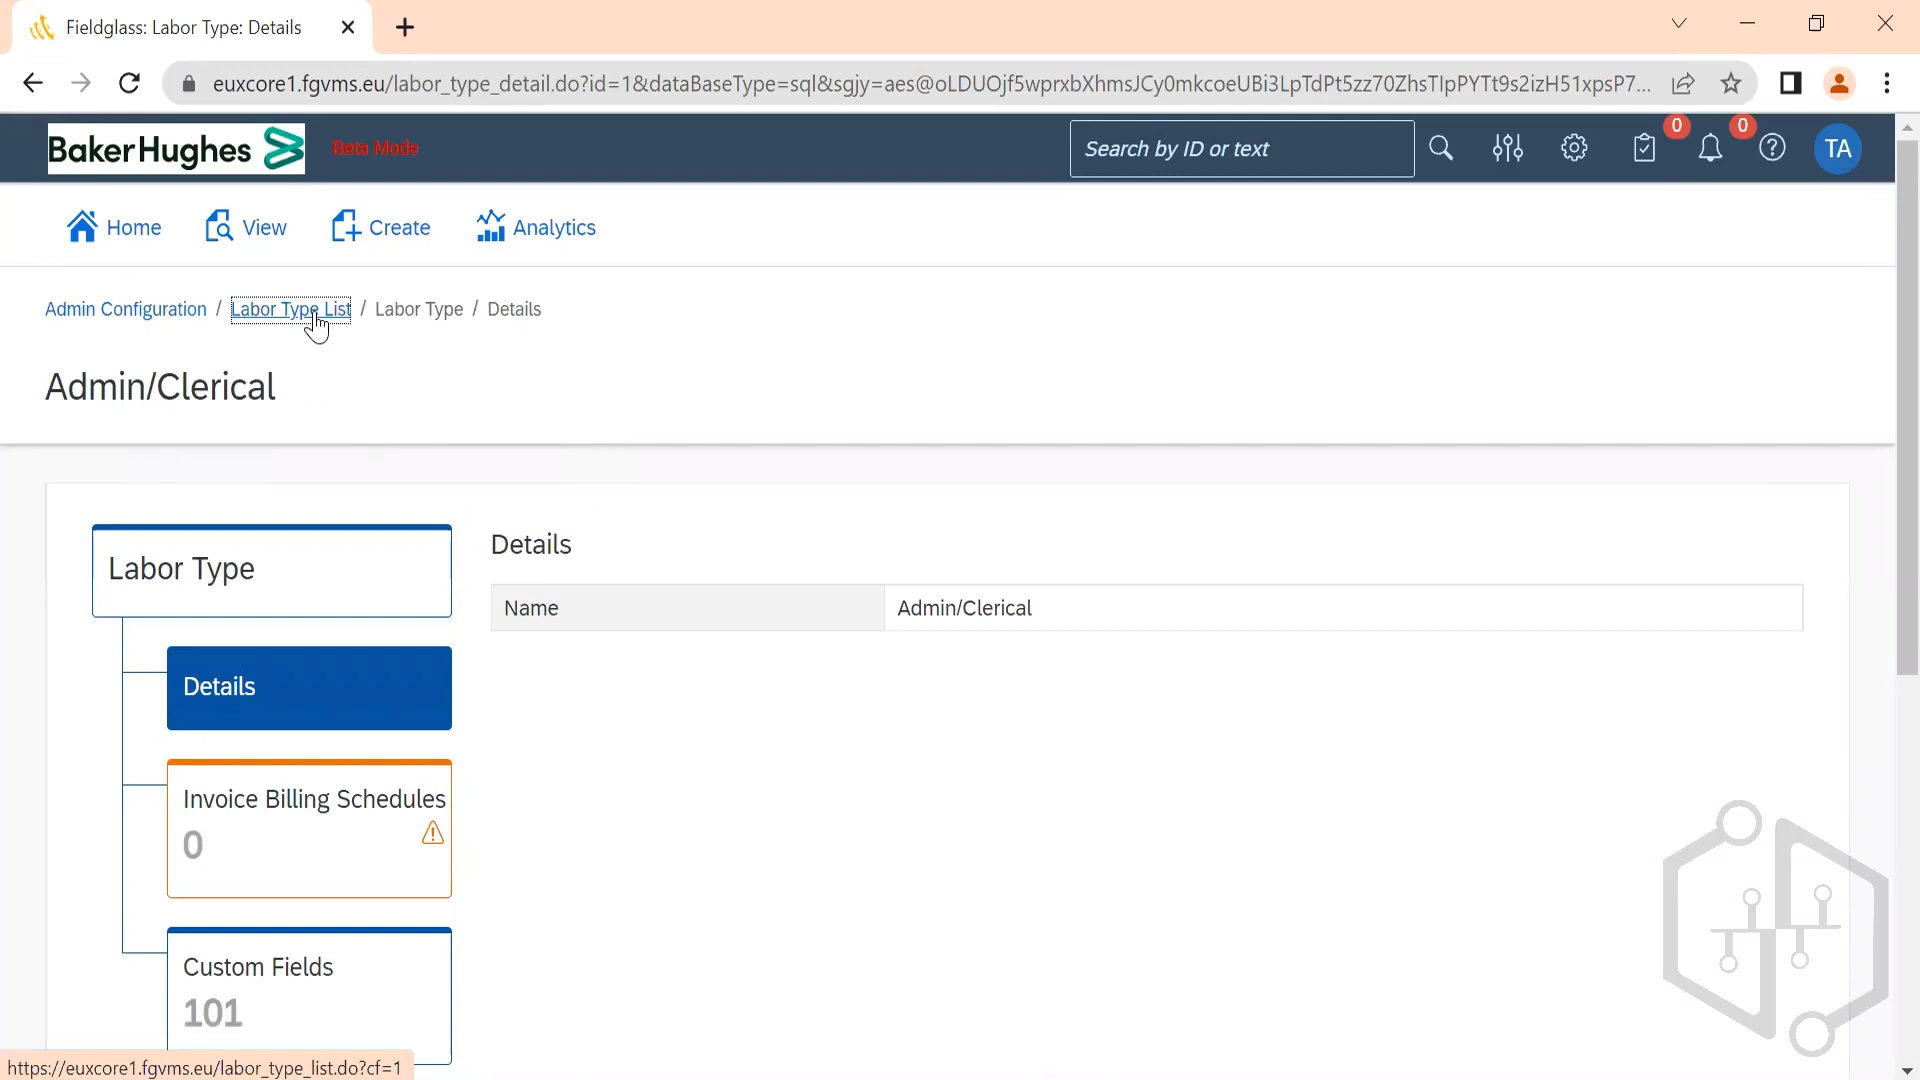 Fieldglass: Labor Type: Details
euxcore1.fgvms.eu/labor_type_detail.do?id=1&dataBaseType=sql&sgjy=aes@oLDUOjf5wprxbXhmsJCy0mkcoeUBi3LpTdPt5zz70ZhsTIpPYTt9s2izH51xpsP7...
Baker Hughes
Beta Mode
Search by ID or text
0
0
TA
Home
View
Create
Analytics
Admin Configuration / Labor Type List / Labor Type / Details
Admin/Clerical
Labor Type
Details
Name
Admin/Clerical
Details
Invoice Billing Schedules
0
Custom Fields
101
https://euxcore1.fgvms.eu/labor_type_list.do?cf=1